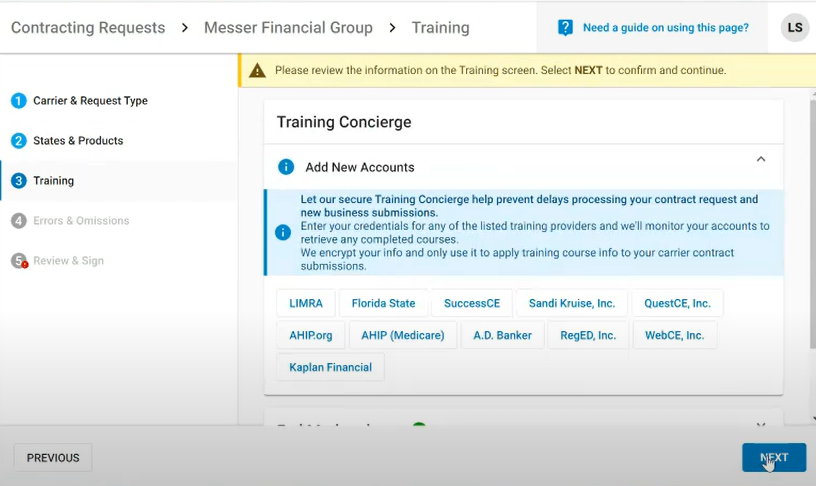 Contracting Requests > Messer Financial Group > Training
Need a guide on using this page?
LS
Please review the information on the Training screen. Select NEXT to confirm and continue.
1 Carrier & Request Type
2 States & Products
3 Training
4 Errors & Omissions
5 Review & Sign
Training Concierge
Add New Accounts
Let our secure Training Concierge help prevent delays processing your contract request and
new business submissions.
Enter your credentials for any of the listed training providers and we'll monitor your accounts to
retrieve any completed courses.
We encrypt your info and only use it to apply training course info to your carrier contract
submissions.
LIMRA Florida State SuccessCE Sandi Kruise, Inc. QuestCE, Inc.
AHIP.org AHIP (Medicare) A.D. Banker RegED, Inc. WebCE, Inc.
Kaplan Financial
PREVIOUS
NEXT